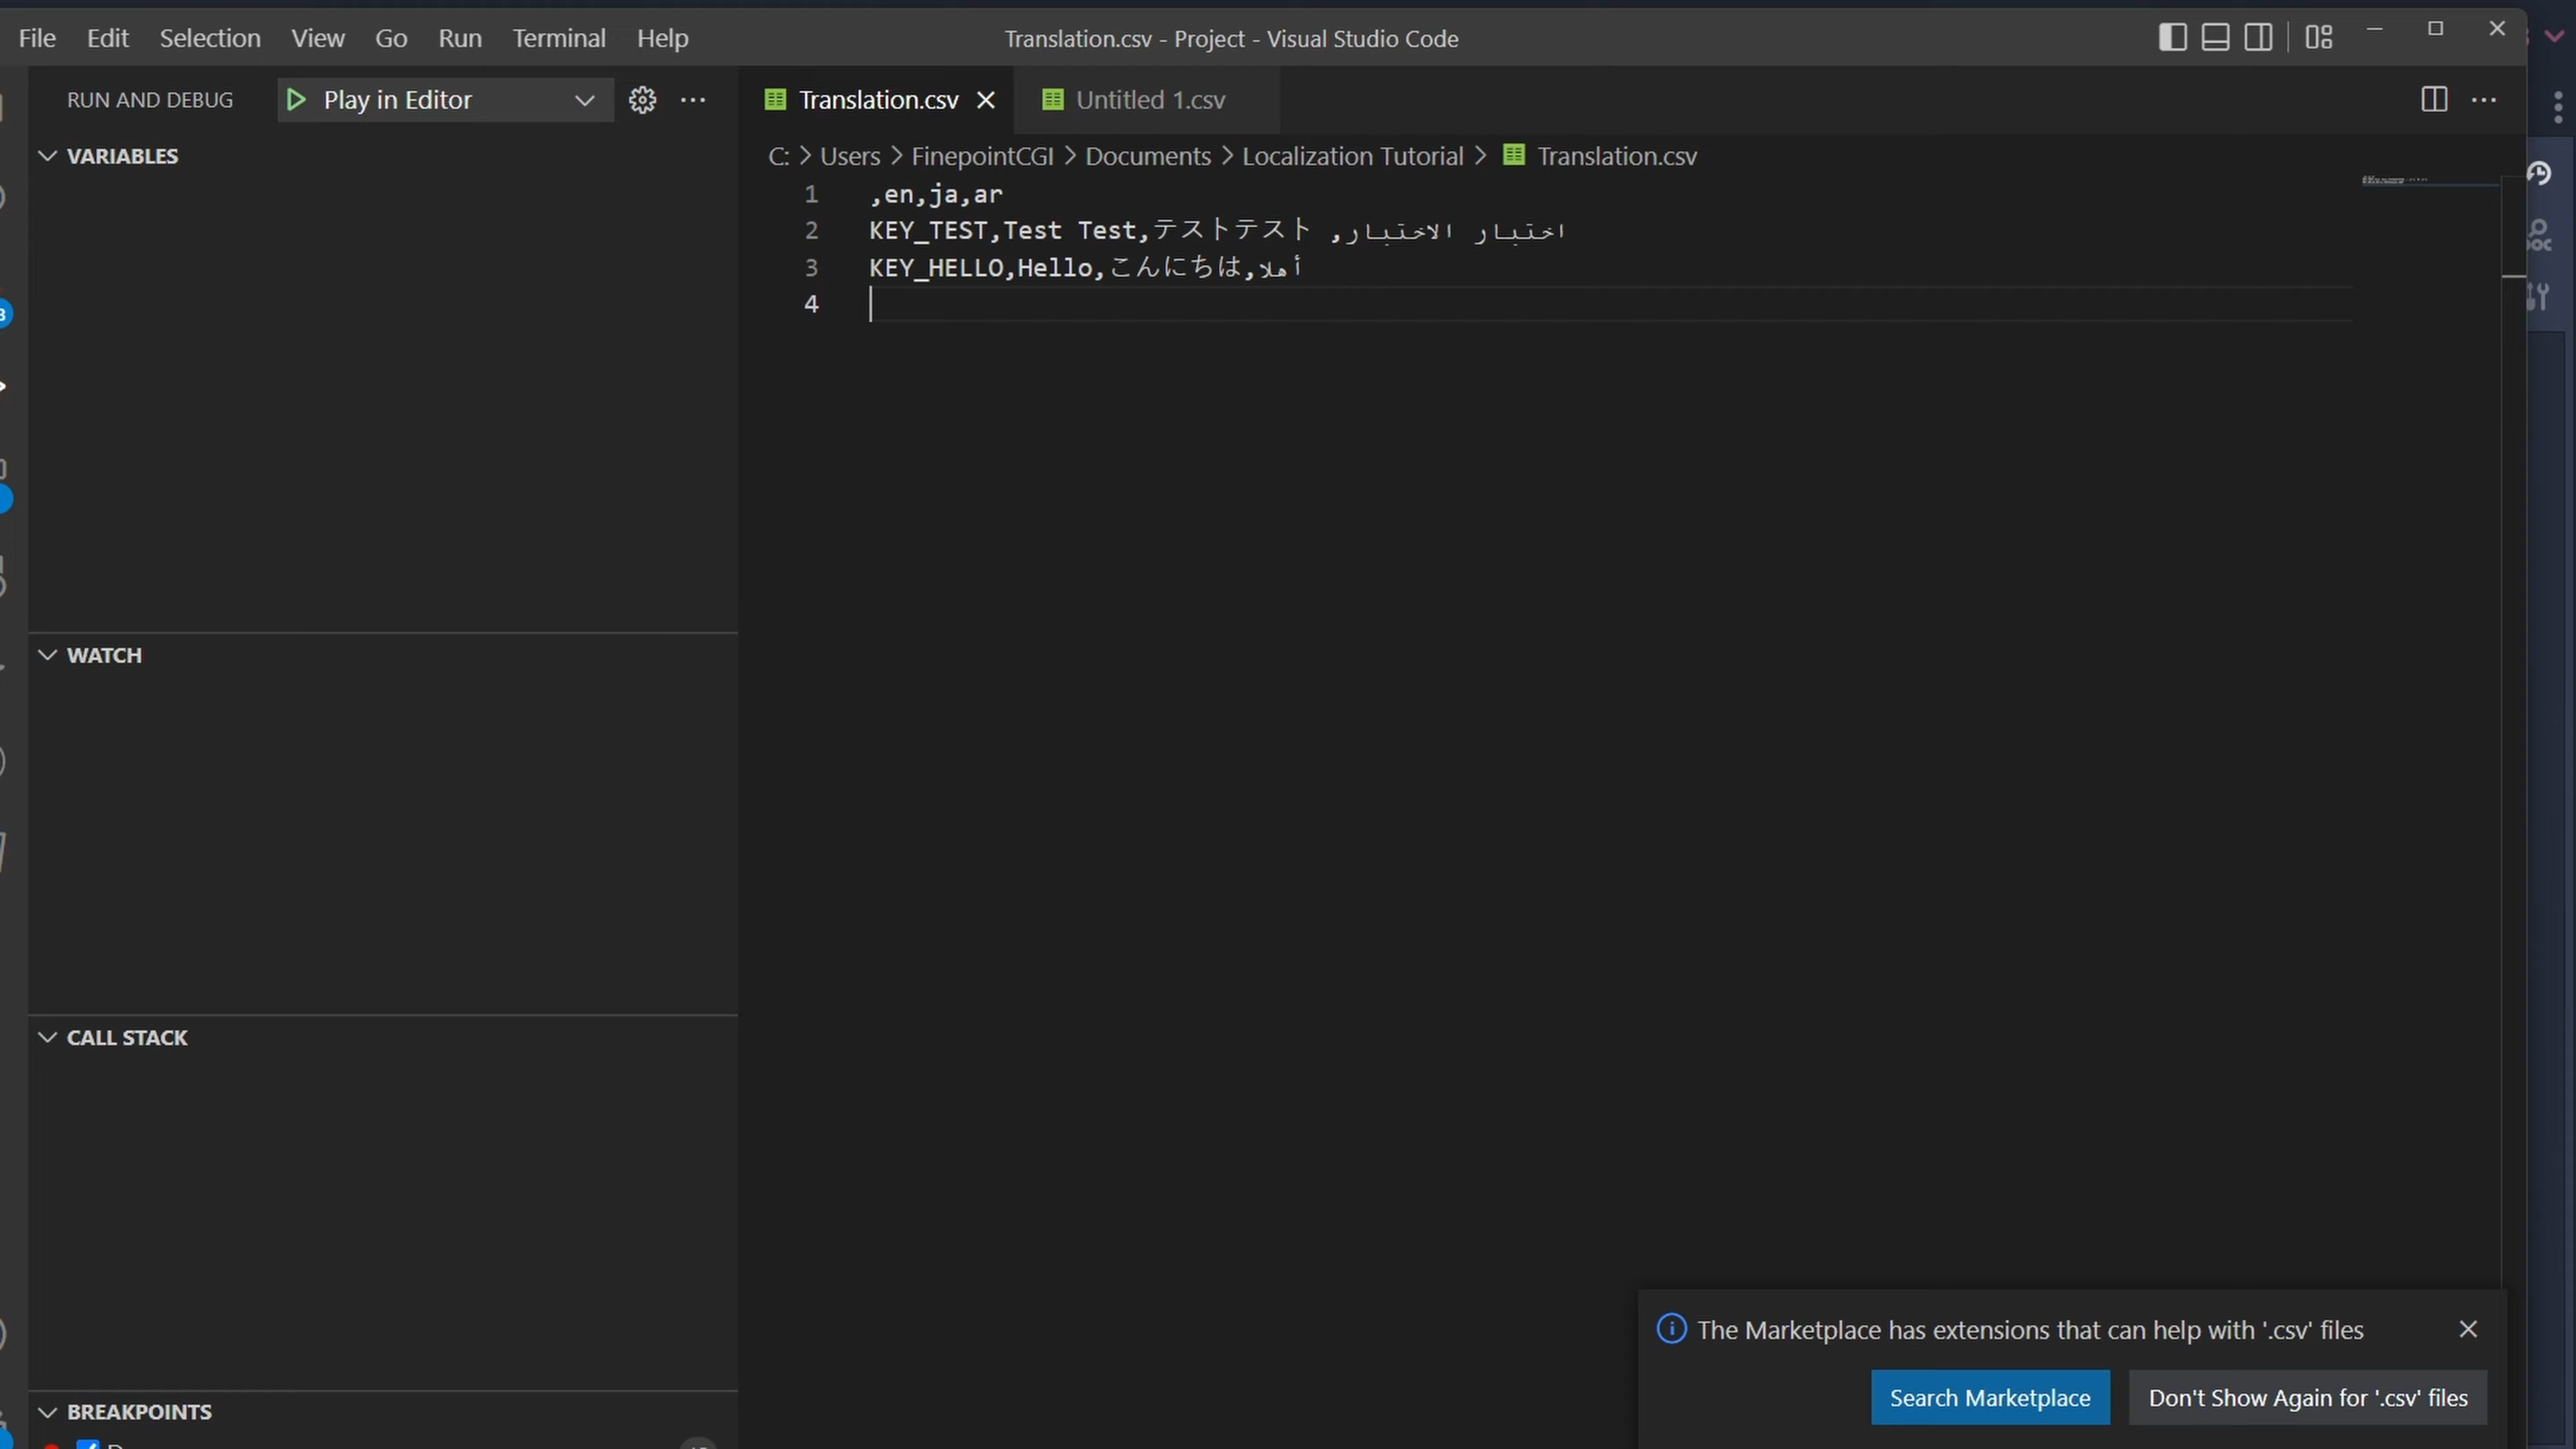 File Edit Selection View Go Run Terminal Help
Translation.csv - Project - Visual Studio Code
RUN AND DEBUG
Play in Editor
Translation.csv
Untitled 1.csv
C: > Users > FinepointCGI > Documents > Localization Tutorial > Translation.csv
VARIABLES
1 ,en,ja,ar
2 KEY_TEST,Test Test,テストテスト ,اختبار الاختبار
3 KEY_HELLO,Hello,こんにちは,أهلا
4
WATCH
CALL STACK
BREAKPOINTS
The Marketplace has extensions that can help with '.csv' files
Search Marketplace
Don't Show Again for '.csv' files